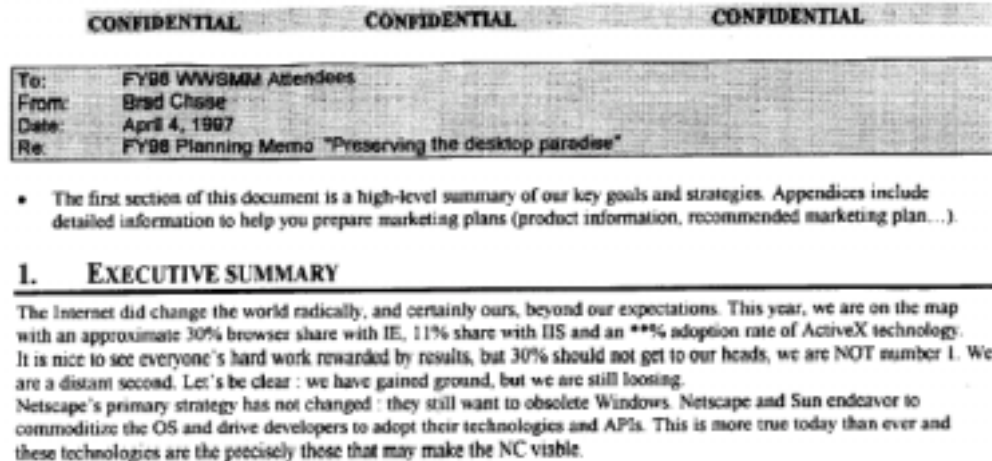 CONFIDENTIAL CONFIDENTIAL CONFIDENTIAL
To: FY98 WWSMM Attendees
From: Brad Chase
Date: April 4, 1997
Re: FY98 Planning Memo "Preserving the desktop paradise"
• The first section of this document is a high-level summary of our key goals and strategies. Appendices include
detailed information to help you prepare marketing plans (product information, recommended marketing plan…).
1. EXECUTIVE SUMMARY
The Internet did change the world radically, and certainly ours, beyond our expectations. This year, we are on the map
with an approximate 30% browser share with IE, 11% share with IIS and an **% adoption rate of ActiveX technology.
It is nice to see everyone's hard work rewarded by results, but 30% should not get to our heads, we are NOT number 1. We
are a distant second. Let's be clear : we have gained ground, but we are still loosing.
Netscape's primary strategy has not changed : they still want to obsolete Windows. Netscape and Sun endeavor to
commoditize the OS and drive developers to adopt their technologies and APIs. This is more true today than ever and
these technologies are the precisely those that may make the NC viable.